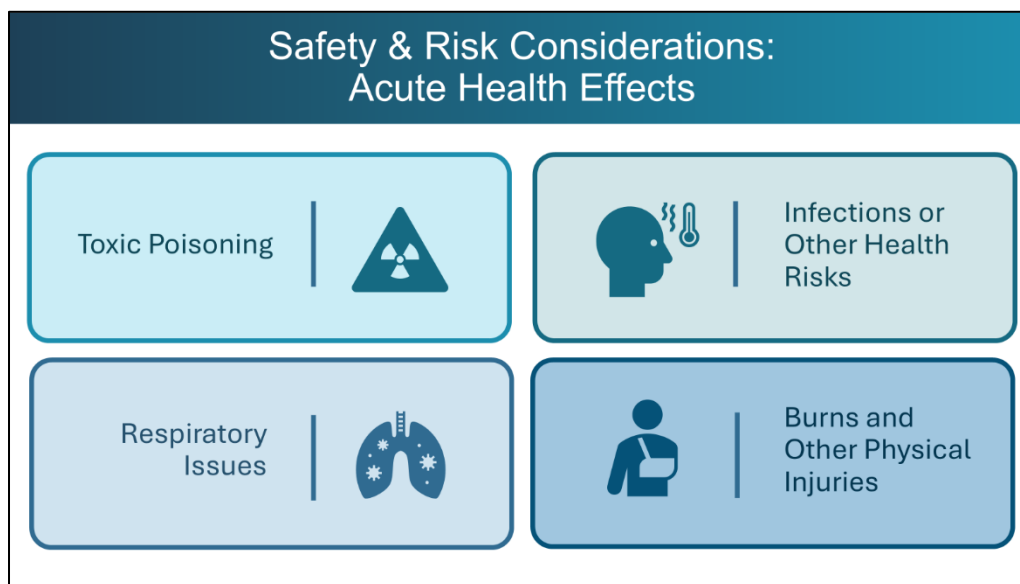 Safety & Risk Considerations:
Acute Health Effects
Toxic Poisoning
Infections or
Other Health
Risks
Respiratory
Issues
Burns and
Other Physical
Injuries